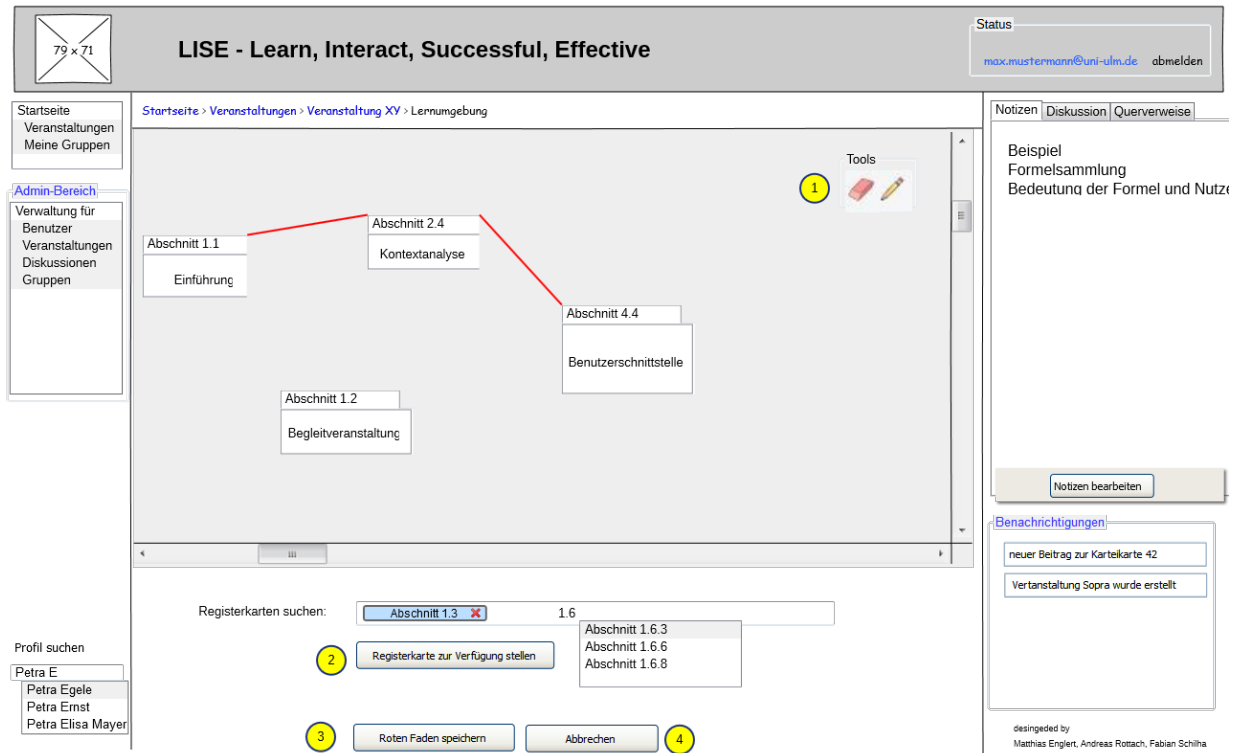 79 x 71
LISE - Learn, Interact, Successful, Effective
Status
max.mustermann@uni-ulm.de abmelden
Startseite
Veranstaltungen
Meine Gruppen
Admin-Bereich
Verwaltung für
Benutzer
Veranstaltungen
Diskussionen
Gruppen
Profil suchen
Petra E
Petra Egele
Petra Ernst
Petra Elisa Mayer
Startseite > Veranstaltungen > Veranstaltung XY > Lernumgebung
Tools
1
Abschnitt 1.1
Einführung
Abschnitt 2.4
Kontextanalyse
Abschnitt 4.4
Benutzerschnittstelle
Abschnitt 1.2
Begleitveranstaltung
Registerkarten suchen:
Abschnitt 1.3
1.6
Abschnitt 1.6.3
Abschnitt 1.6.6
Abschnitt 1.6.8
2
Registerkarte zur Verfügung stellen
3
Roten Faden speichern
Abbrechen
4
Notizen Diskussion Querverweise
Beispiel
Formelsammlung
Bedeutung der Formel und Nutze
Notizen bearbeiten
Benachrichtigungen
neuer Beitrag zur Karteikarte 42
Vertanstaltung Sopra wurde erstellt
desingeded by
Matthias Englert, Andreas Rottach, Fabian Schilha